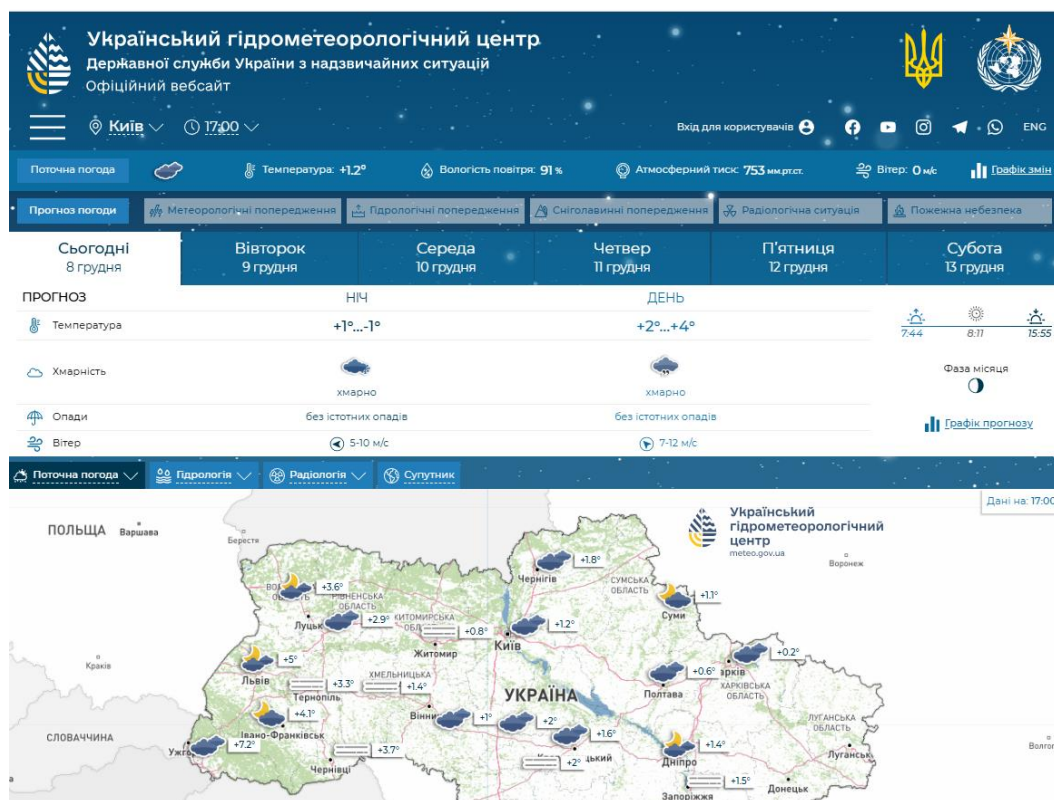 Український гідрометеорологічний центр
Державної служби України з надзвичайних ситуацій
Офіційний вебсайт
Київ 17:00 Вхід для користувачів ENG
Поточна погода Температура: +1.2° Вологість повітря: 91 % Атмосферний тиск: 753 мм.рт.ст. Вітер: 0 м/с Графік змін
Прогноз погоди Метеорологічні попередження Гідрологічні попередження Сніголавинні попередження Радіологічна ситуація Пожежна небезпека
Сьогодні Вівторок Середа Четвер П'ятниця Субота
8 грудня 9 грудня 10 грудня 11 грудня 12 грудня 13 грудня
ПРОГНОЗ НІЧ ДЕНЬ
Температура +1°...-1° +2°...+4°
7:44 8:11 15:55
Хмарність
хмарно хмарно
Фаза місяця
Опади без істотних опадів без істотних опадів
Графік прогнозу
Вітер 5-10 м/с 7-12 м/с
Поточна погода Гідрологія Радіологія Супутник
Дані на: 17:00
Український
гідрометеорологічний
центр
meteo.gov.ua
ПОЛЬЩА Варшава
Берестя
Воронеж
Чернігів +1.8°
СУМСЬКА
ОБЛАСТЬ
+3.6°
+1.1°
Суми
ОБЛАСТЬ
Луцьк +2.9° ЖИТОМИРСЬКА
+0.8°
Житомир
+1.2°
Київ
+0.2°
Краків
+5°
Львів
ХМЕЛЬНИЦЬКА
+3.3° +1.4°
Тернопіль
+0.6°
Полтава
ХАРКІВСЬКА
ОБЛАСТЬ
УКРАЇНА
+4.1°
Івано-Франківськ
+1° +2°
+1.6°
ЛУГАНСЬКА
ОБЛАСТЬ
Луганськ
СЛОВАЧЧИНА
+7.2°
+3.7°
Чернівці
+2°
+1.4°
Дніпро
+1.5°
Запоріжжя
Донецьк